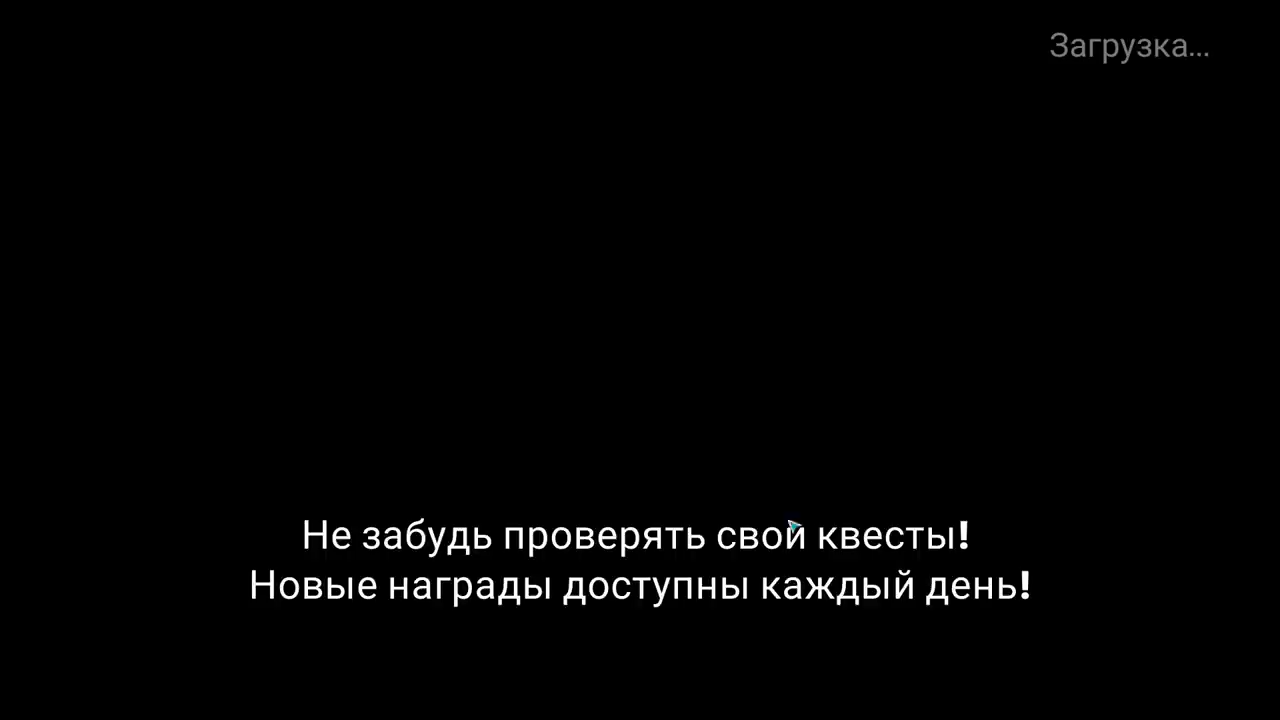 Загрузка...
Не забудь проверять свои квесты!
Новые награды доступны каждый день!